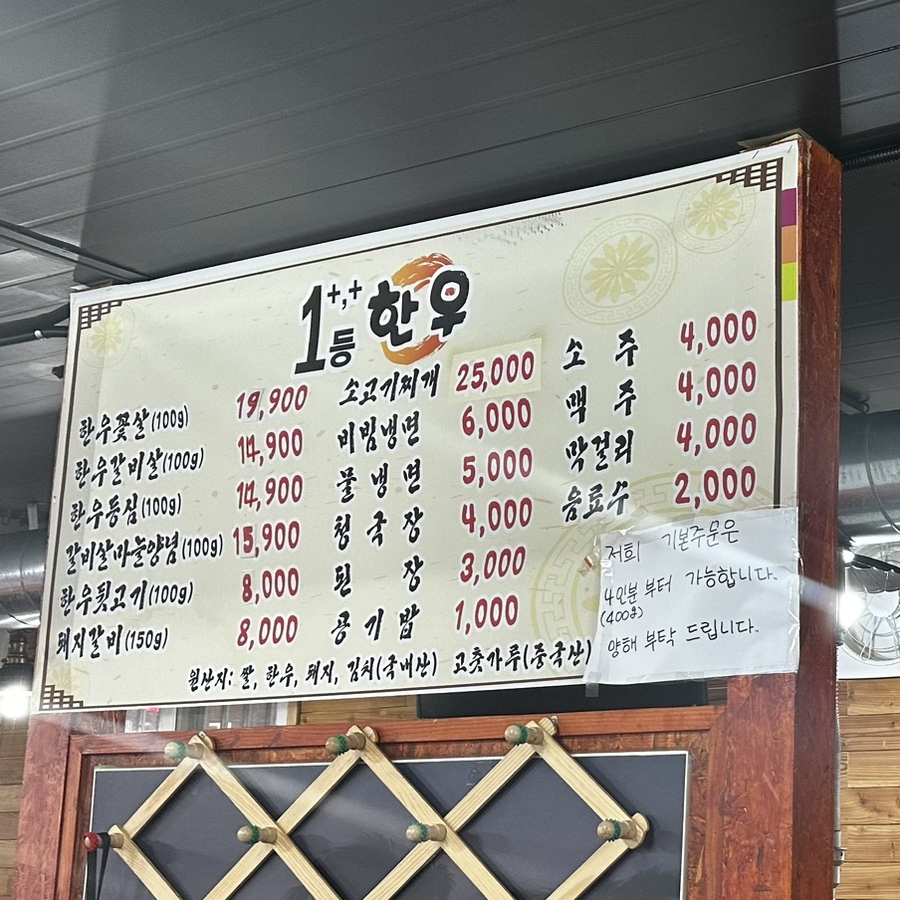 1++등 한우
한우꽃살(100g) 19,900
한우갈비살(100g) 14,900
한우등심(100g) 14,900
갈비살마늘양념(100g) 15,900
한우뒷고기(100g) 8,000
돼지갈비(150g) 8,000
소고기찌개 25,000
비빔냉면 6,000
물냉면 5,000
청국장 4,000
된장 3,000
공기밥 1,000
소주 4,000
맥주 4,000
막걸리 4,000
음료수 2,000
원산지: 쌀, 한우, 돼지, 김치(국내산) 고춧가루(중국산)
저희 기본주문은
4인분 부터 가능합니다.
(400g)
양해 부탁 드립니다.